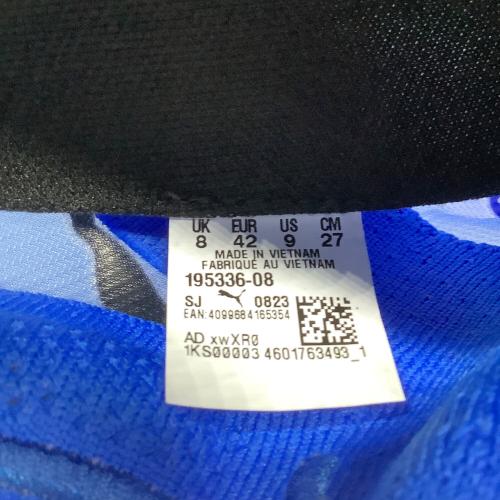 UK EUR US CM
8 42 9 27
MADE IN VIETNAM
FABRIQUÉ AU VIETNAM
195336-08
SJ 0823
EAN:4099684165354
AD xwXR0
1KS00003 4601763493_1